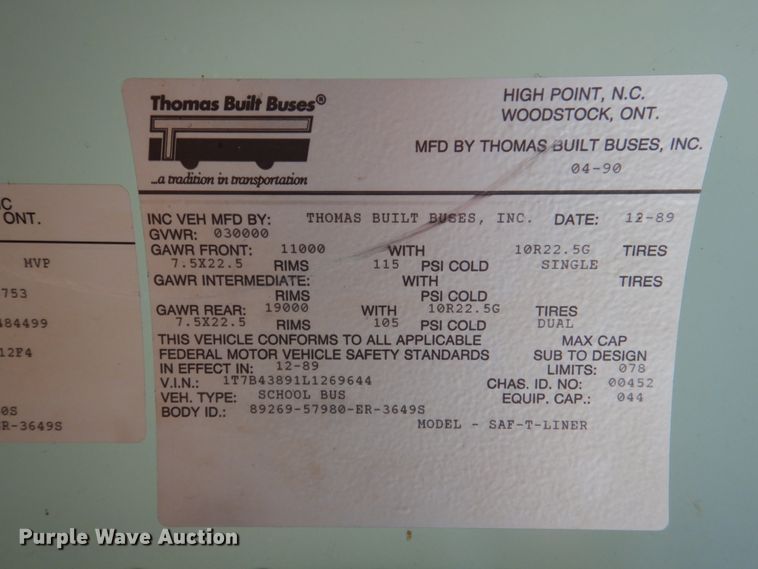 Thomas Built Buses®
...a tradition in transportation
HIGH POINT, N.C.
WOODSTOCK, ONT.
MFD BY THOMAS BUILT BUSES, INC.
04-90
INC VEH MFD BY: THOMAS BUILT BUSES, INC. DATE: 12-89
GVWR: 030000
GAWR FRONT: 11000 WITH 10R22.5G TIRES
7.5X22.5 RIMS 115 PSI COLD SINGLE
GAWR INTERMEDIATE: WITH TIRES
RIMS PSI COLD
GAWR REAR: 19000 WITH 10R22.5G TIRES
7.5X22.5 RIMS 105 PSI COLD DUAL
THIS VEHICLE CONFORMS TO ALL APPLICABLE MAX CAP
FEDERAL MOTOR VEHICLE SAFETY STANDARDS SUB TO DESIGN
IN EFFECT IN: 12-89 LIMITS: 078
V.I.N.: 1T7B43891L1269644 CHAS. ID. NO: 00452
VEH. TYPE: SCHOOL BUS EQUIP. CAP.: 044
BODY ID.: 89269-57980-ER-3649S
MODEL - SAF-T-LINER
C
ONT.
MVP
753
484499
12F4
0S
R-3649S
Purple Wave Auction